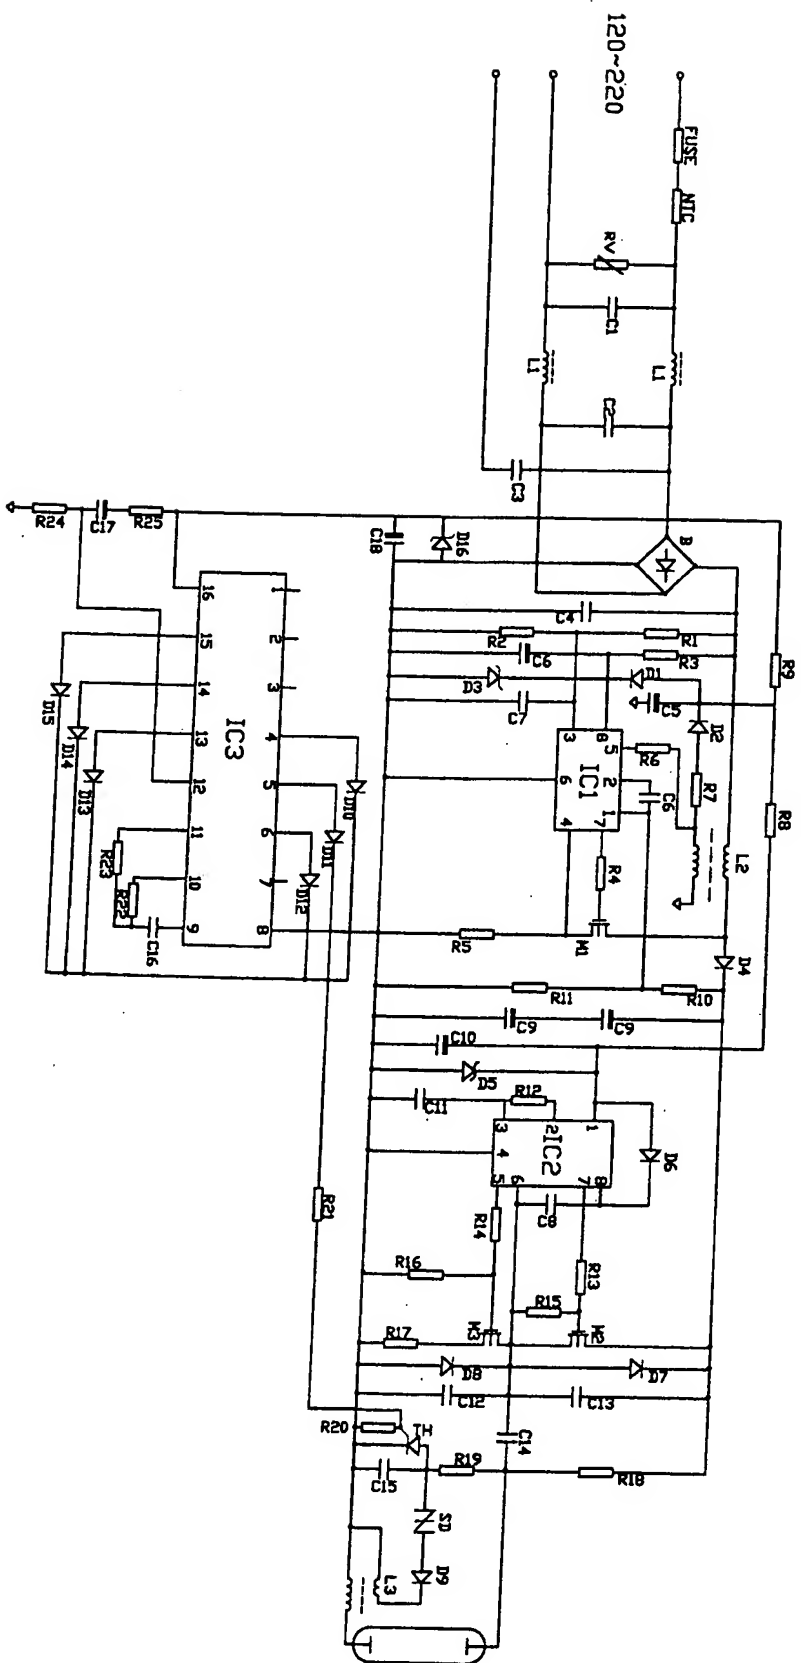 120~220
FUSE
NTC
RV
C1
L1
L1
C2
C3
R24
C17
R25
C18
D16
B
C4
R2
R1
C6
R3
D3
D1
C5
R9
C7
D2
R6
R7
R8
L2
3
8
5
6
IC1
2
1
4
7
C6
R4
M1
R5
D4
16
1
15
2
14
3
13
IC3
4
12
5
11
6
10
7
9
8
D15
D14
D13
D10
D11
D12
R23
R22
C16
R11
R10
C9
C9
C10
D5
C11
R12
3
2
1
IC2
4
5
6
7
8
D6
C8
R14
R13
R21
R16
R15
R17
M3
M2
D8
D7
C12
C13
R20
TH
C14
C15
R19
R18
SD
L3
D9